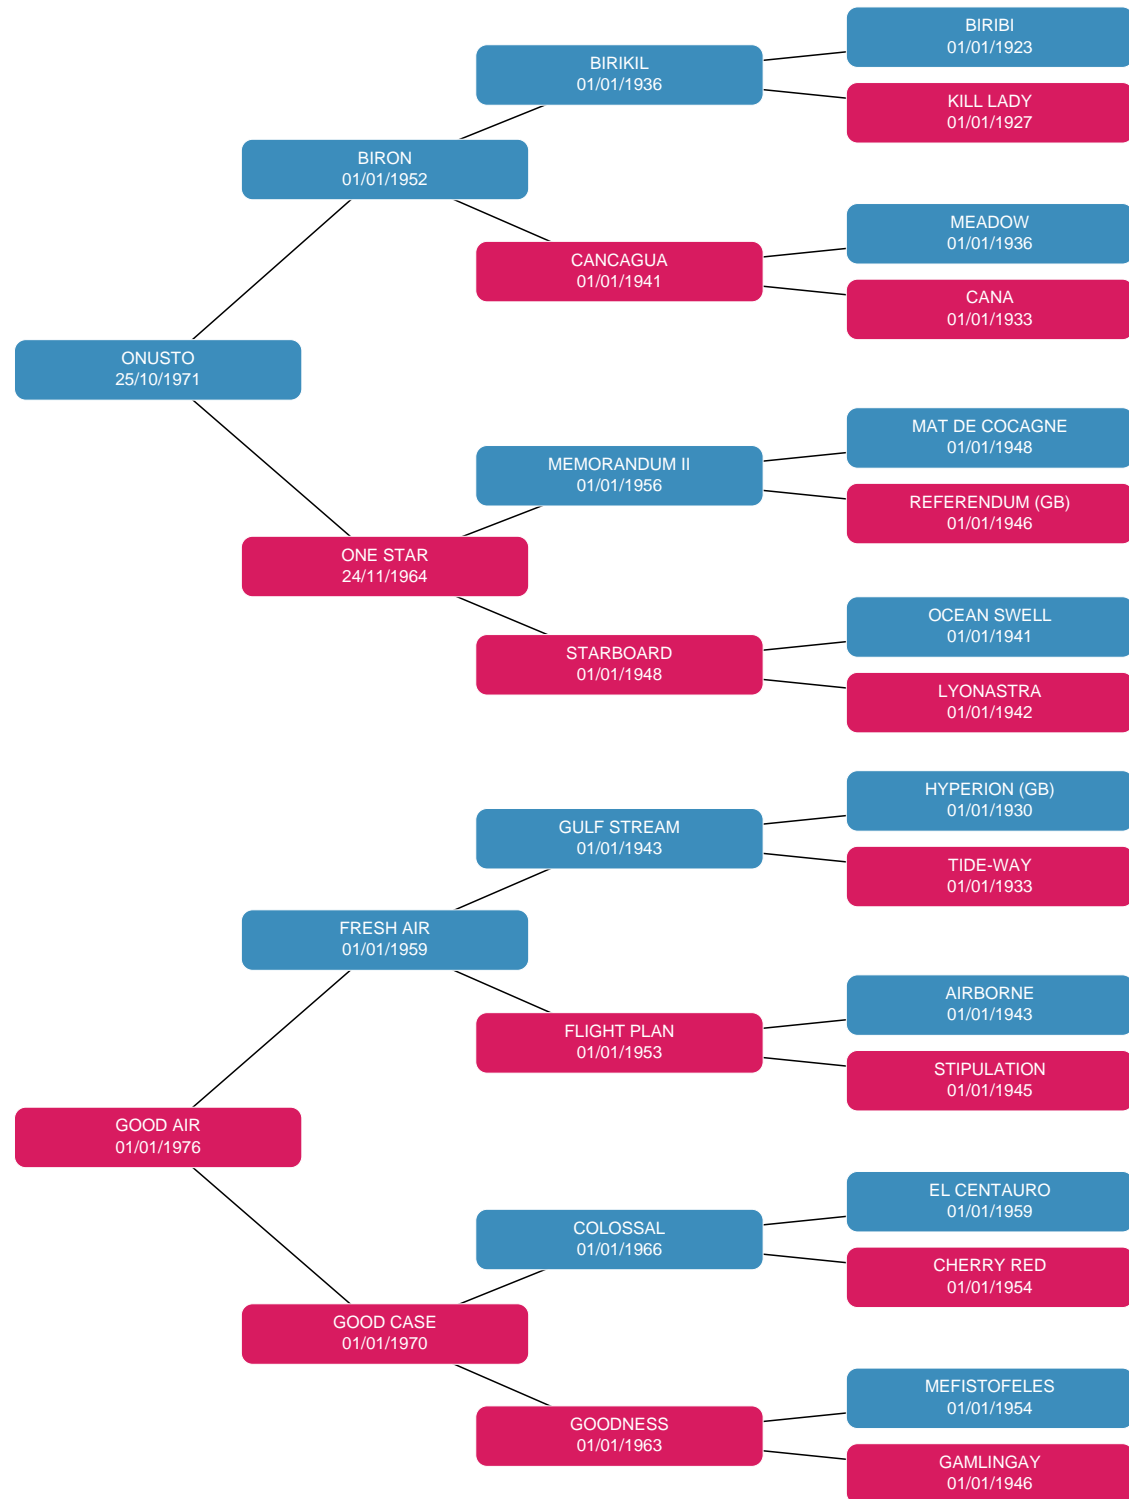 BIRIBI
01/01/1923
BIRIKIL
01/01/1936
KILL LADY
01/01/1927
BIRON
01/01/1952
MEADOW
01/01/1936
CANCAGUA
01/01/1941
CANA
01/01/1933
ONUSTO
25/10/1971
MAT DE COCAGNE
01/01/1948
MEMORANDUM II
01/01/1956
REFERENDUM (GB)
01/01/1946
ONE STAR
24/11/1964
OCEAN SWELL
01/01/1941
STARBOARD
01/01/1948
LYONASTRA
01/01/1942
HYPERION (GB)
01/01/1930
GULF STREAM
01/01/1943
TIDE-WAY
01/01/1933
FRESH AIR
01/01/1959
AIRBORNE
01/01/1943
FLIGHT PLAN
01/01/1953
STIPULATION
01/01/1945
GOOD AIR
01/01/1976
EL CENTAURO
01/01/1959
COLOSSAL
01/01/1966
CHERRY RED
01/01/1954
GOOD CASE
01/01/1970
MEFISTOFELES
01/01/1954
GOODNESS
01/01/1963
GAMLINGAY
01/01/1946